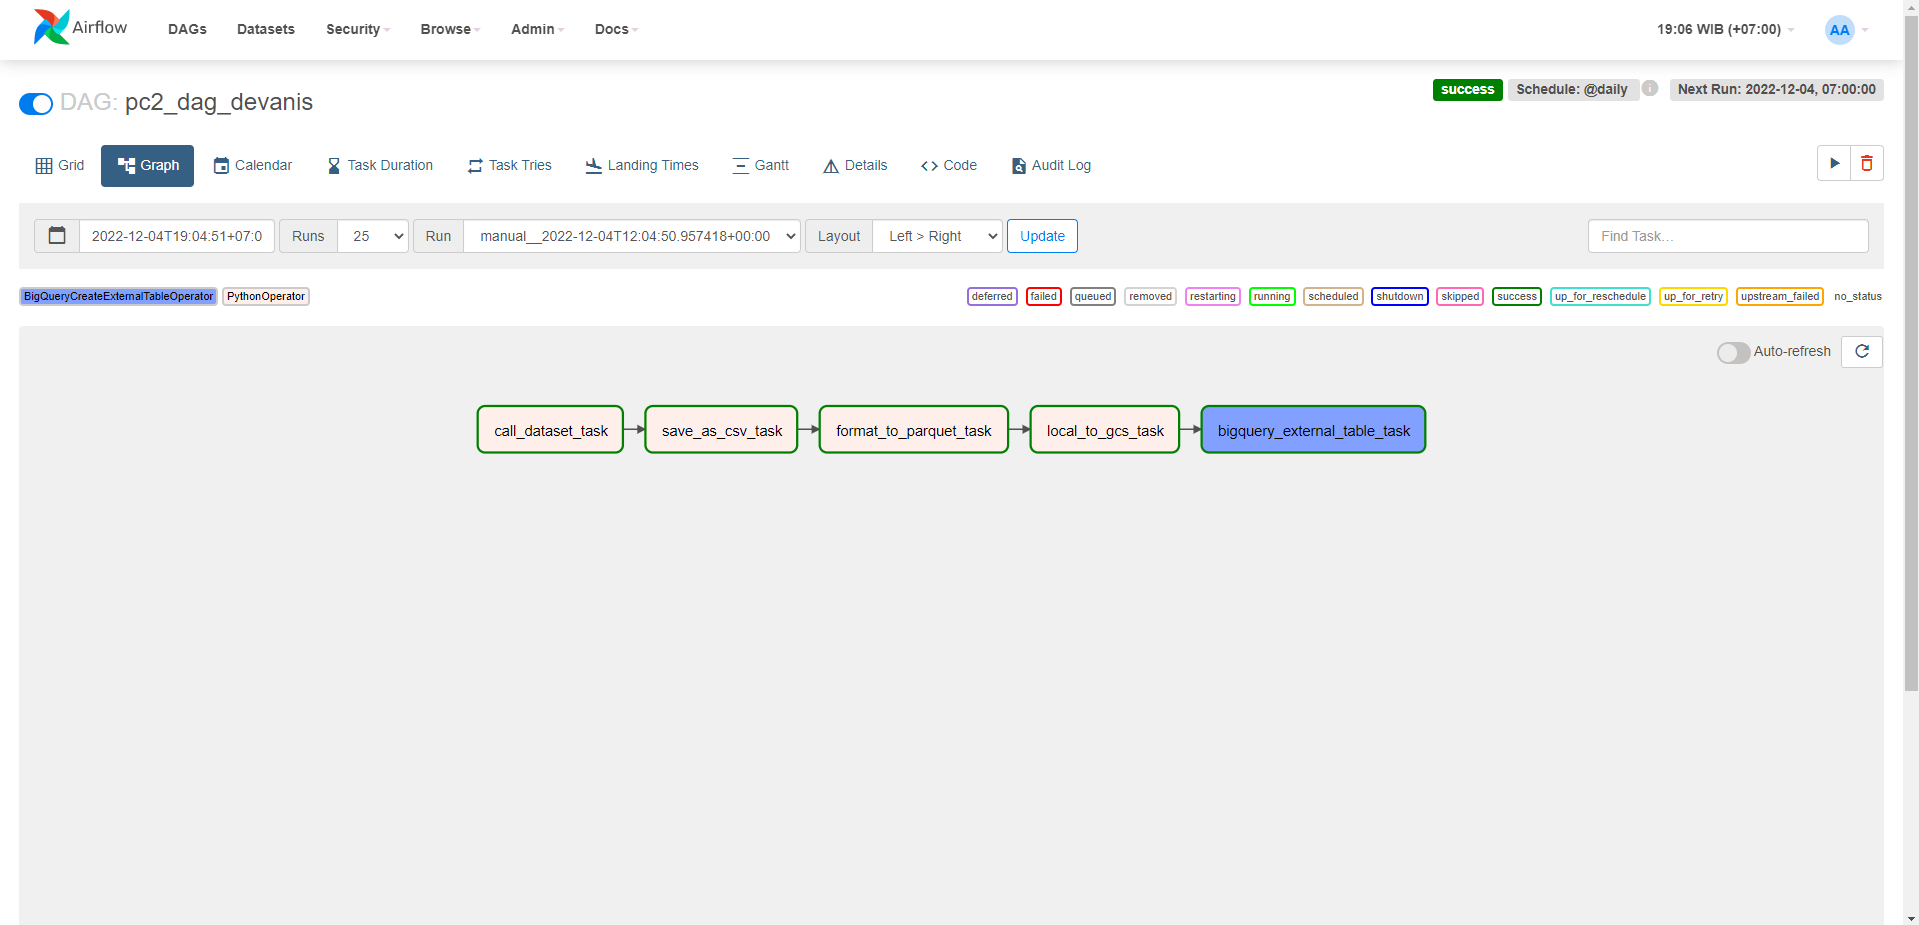 Airflow DAGs Datasets Security Browse Admin Docs 19:06 WIB (+07:00) AA
DAG: pc2_dag_devanis success Schedule: @daily Next Run: 2022-12-04, 07:00:00
Grid Graph Calendar Task Duration Task Tries Landing Times Gantt Details Code Audit Log
2022-12-04T19:04:51+07:0 Runs 25 Run manual__2022-12-04T12:04:50.957418+00:00 Layout Left > Right Update Find Task...
BigQueryCreateExternalTableOperator PythonOperator deferred failed queued removed restarting running scheduled shutdown skipped success up_for_reschedule up_for_retry upstream_failed no_status
Auto-refresh
call_dataset_task save_as_csv_task format_to_parquet_task local_to_gcs_task bigquery_external_table_task